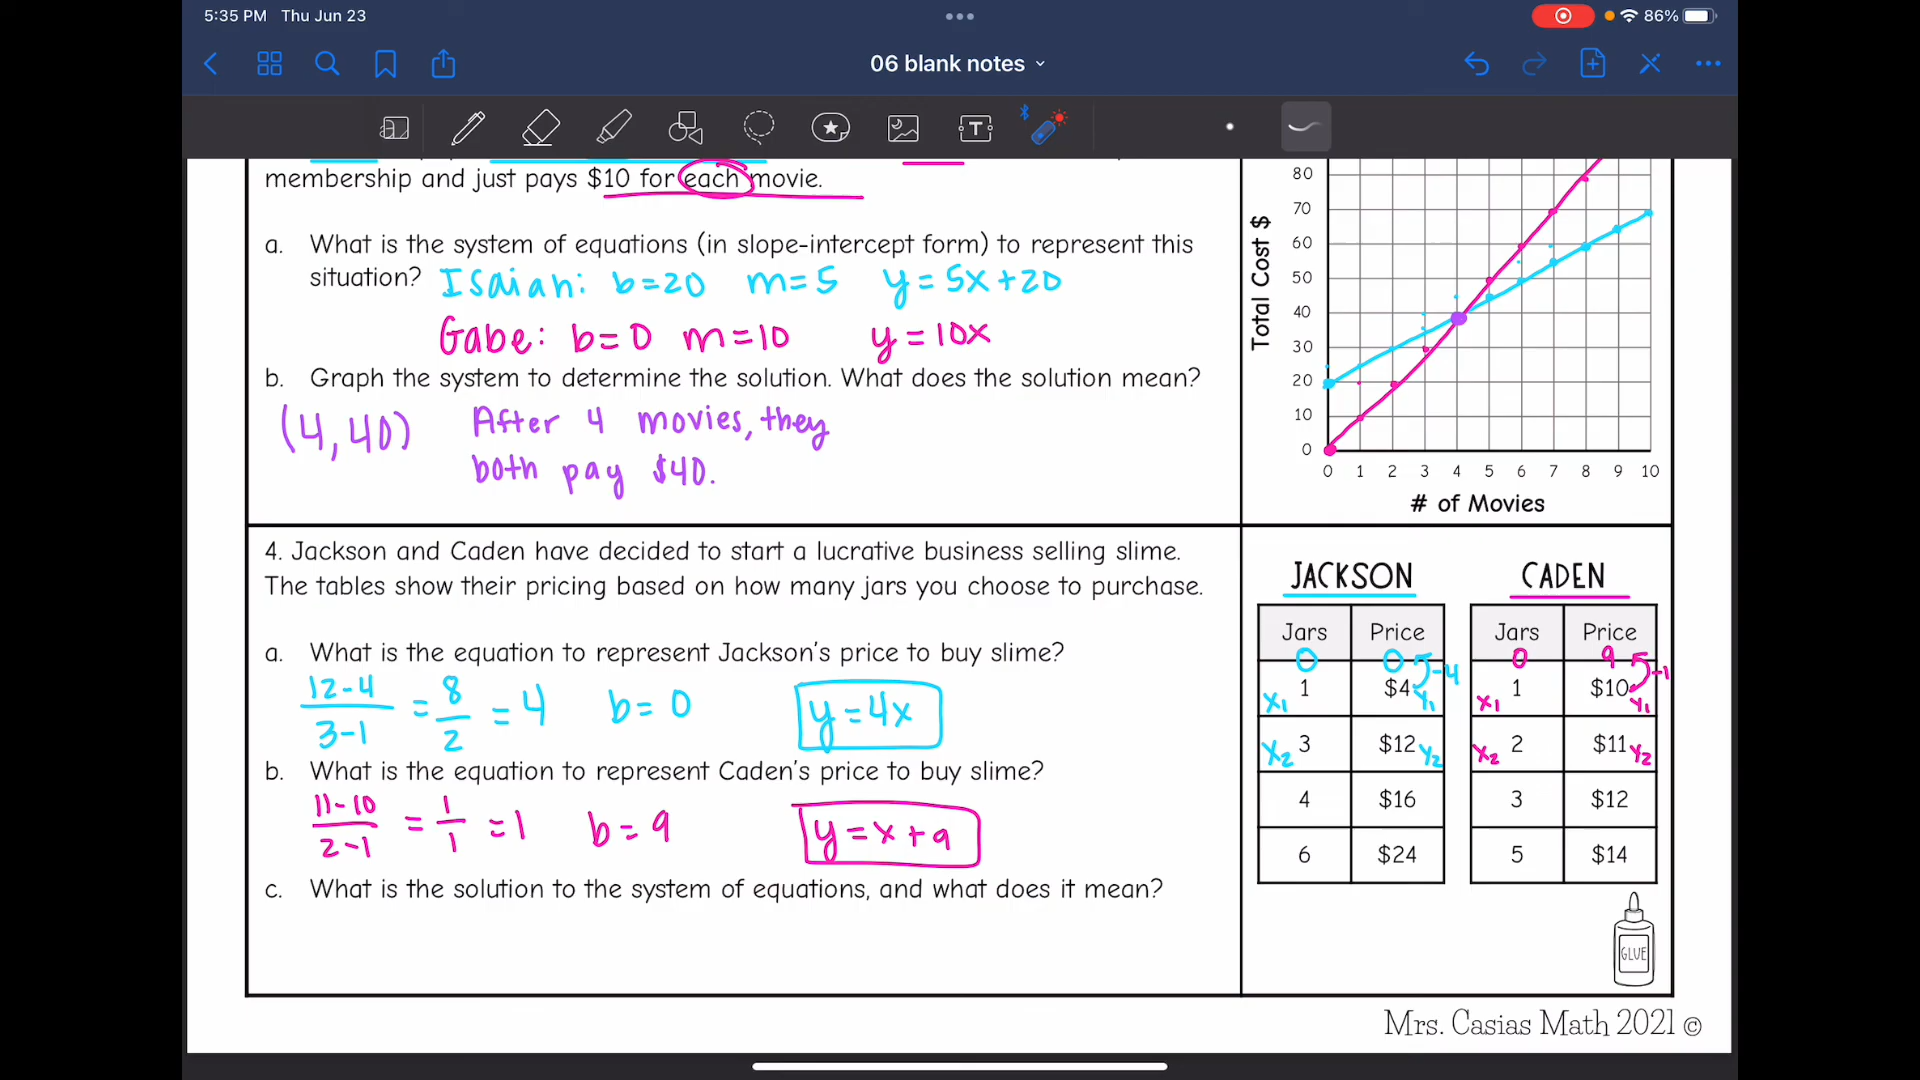 5:35 PM Thu Jun 23
86%
06 blank notes
membership and just pays $10 for each movie.
a. What is the system of equations (in slope-intercept form) to represent this
situation? Isaiah: b=20 m=5 y=5x+20
Gabe: b=0 m=10 y=10x
b. Graph the system to determine the solution. What does the solution mean?
(4,40) After 4 movies, they
both pay $40.
Total Cost $
80
70
60
50
40
30
20
10
0
0 1 2 3 4 5 6 7 8 9 10
# of Movies
4. Jackson and Caden have decided to start a lucrative business selling slime.
The tables show their pricing based on how many jars you choose to purchase.
a. What is the equation to represent Jackson's price to buy slime?
12-4 / 3-1 = 8/2 = 4 b=0 y=4x
b. What is the equation to represent Caden's price to buy slime?
11-10 / 2-1 = 1/1 =1 b=9 y=x+9
c. What is the solution to the system of equations, and what does it mean?
JACKSON
Jars Price
0 0 -4
x1 1 $4 y1
x2 3 $12 y2
4 $16
6 $24
CADEN
Jars Price
0 9 -1
x1 1 $10 y1
x2 2 $11 y2
3 $12
5 $14
GLUE
Mrs. Casias Math 2021 ©